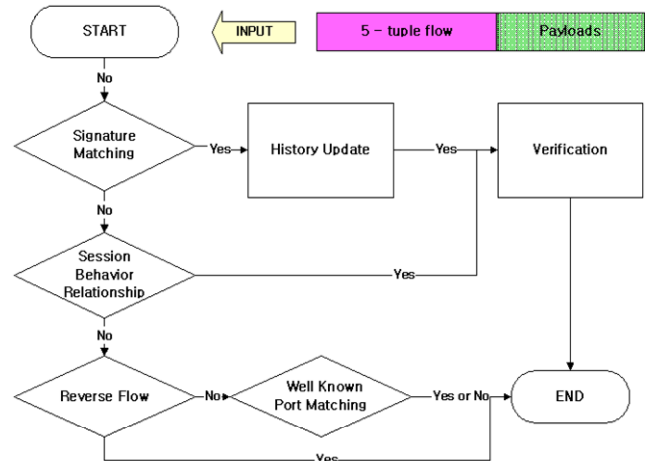 START
INPUT
5 - tuple flow
Payloads
No
Signature
Matching
Yes
History Update
Yes
Verification
No
Session
Behavior
Relationship
Yes
No
Reverse Flow
No
Well Known
Port Matching
Yes or No
END
Yes